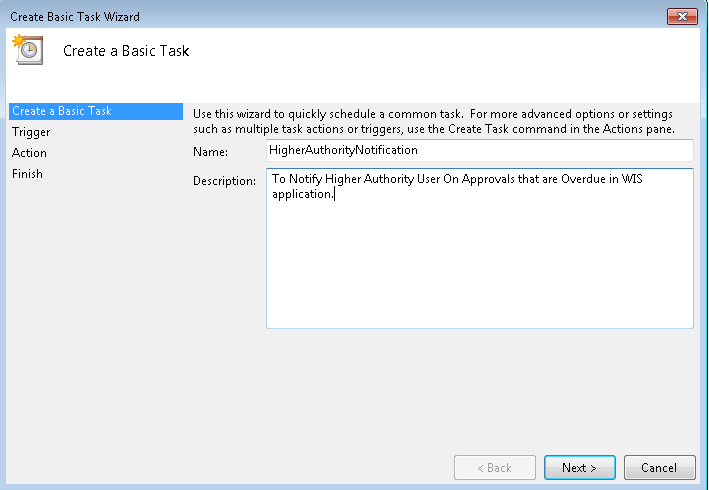 Create Basic Task Wizard
Create a Basic Task
Create a Basic Task
Trigger
Action
Finish
Use this wizard to quickly schedule a common task.  For more advanced options or settings
such as multiple task actions or triggers, use the Create Task command in the Actions pane.
Name: HigherAuthorityNotification
Description: To Notify Higher Authority User On Approvals that are Overdue in WIS
application.
< Back Next > Cancel